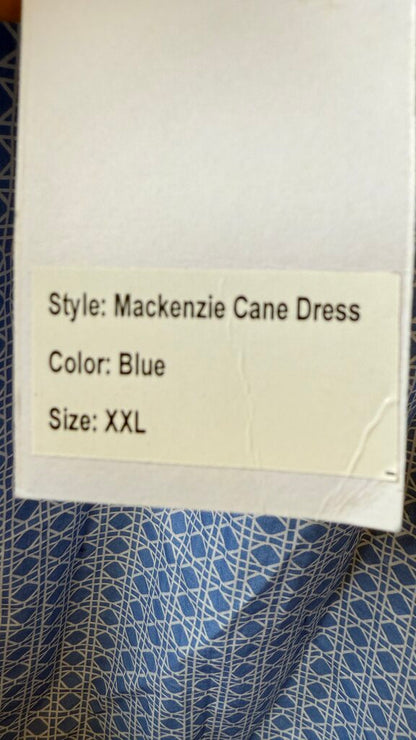 Style: Mackenzie Cane Dress
Color: Blue
Size: XXL